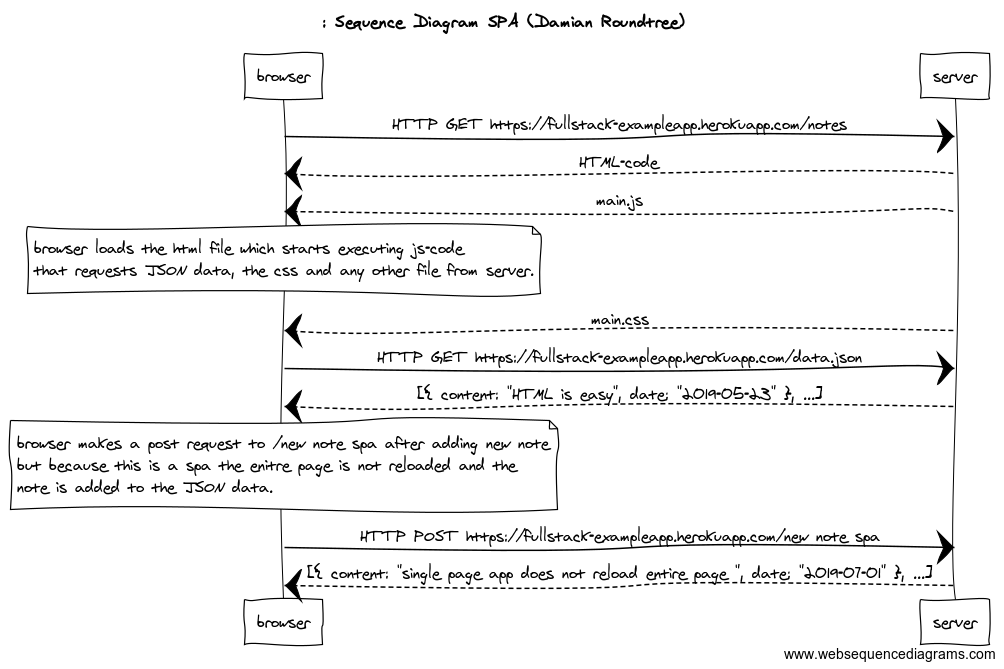 : Sequence Diagram SPA (Damian Roundtree)
browser
server
HTTP GET https://fullstack-exampleapp.herokuapp.com/notes
HTML-code
main.js
browser loads the html file which starts executing js-code
that requests JSON data, the css and any other file from server.
main.css
HTTP GET https://fullstack-exampleapp.herokuapp.com/data.json
[{ content: "HTML is easy", date: "2019-05-23" }, ...]
browser makes a post request to /new note spa after adding new note
but because this is a spa the enitre page is not reloaded and the
note is added to the JSON data.
HTTP POST https://fullstack-exampleapp.herokuapp.com/new note spa
[{ content: "single page app does not reload entire page ", date: "2019-07-01" }, ...]
browser
server
www.websequencediagrams.com